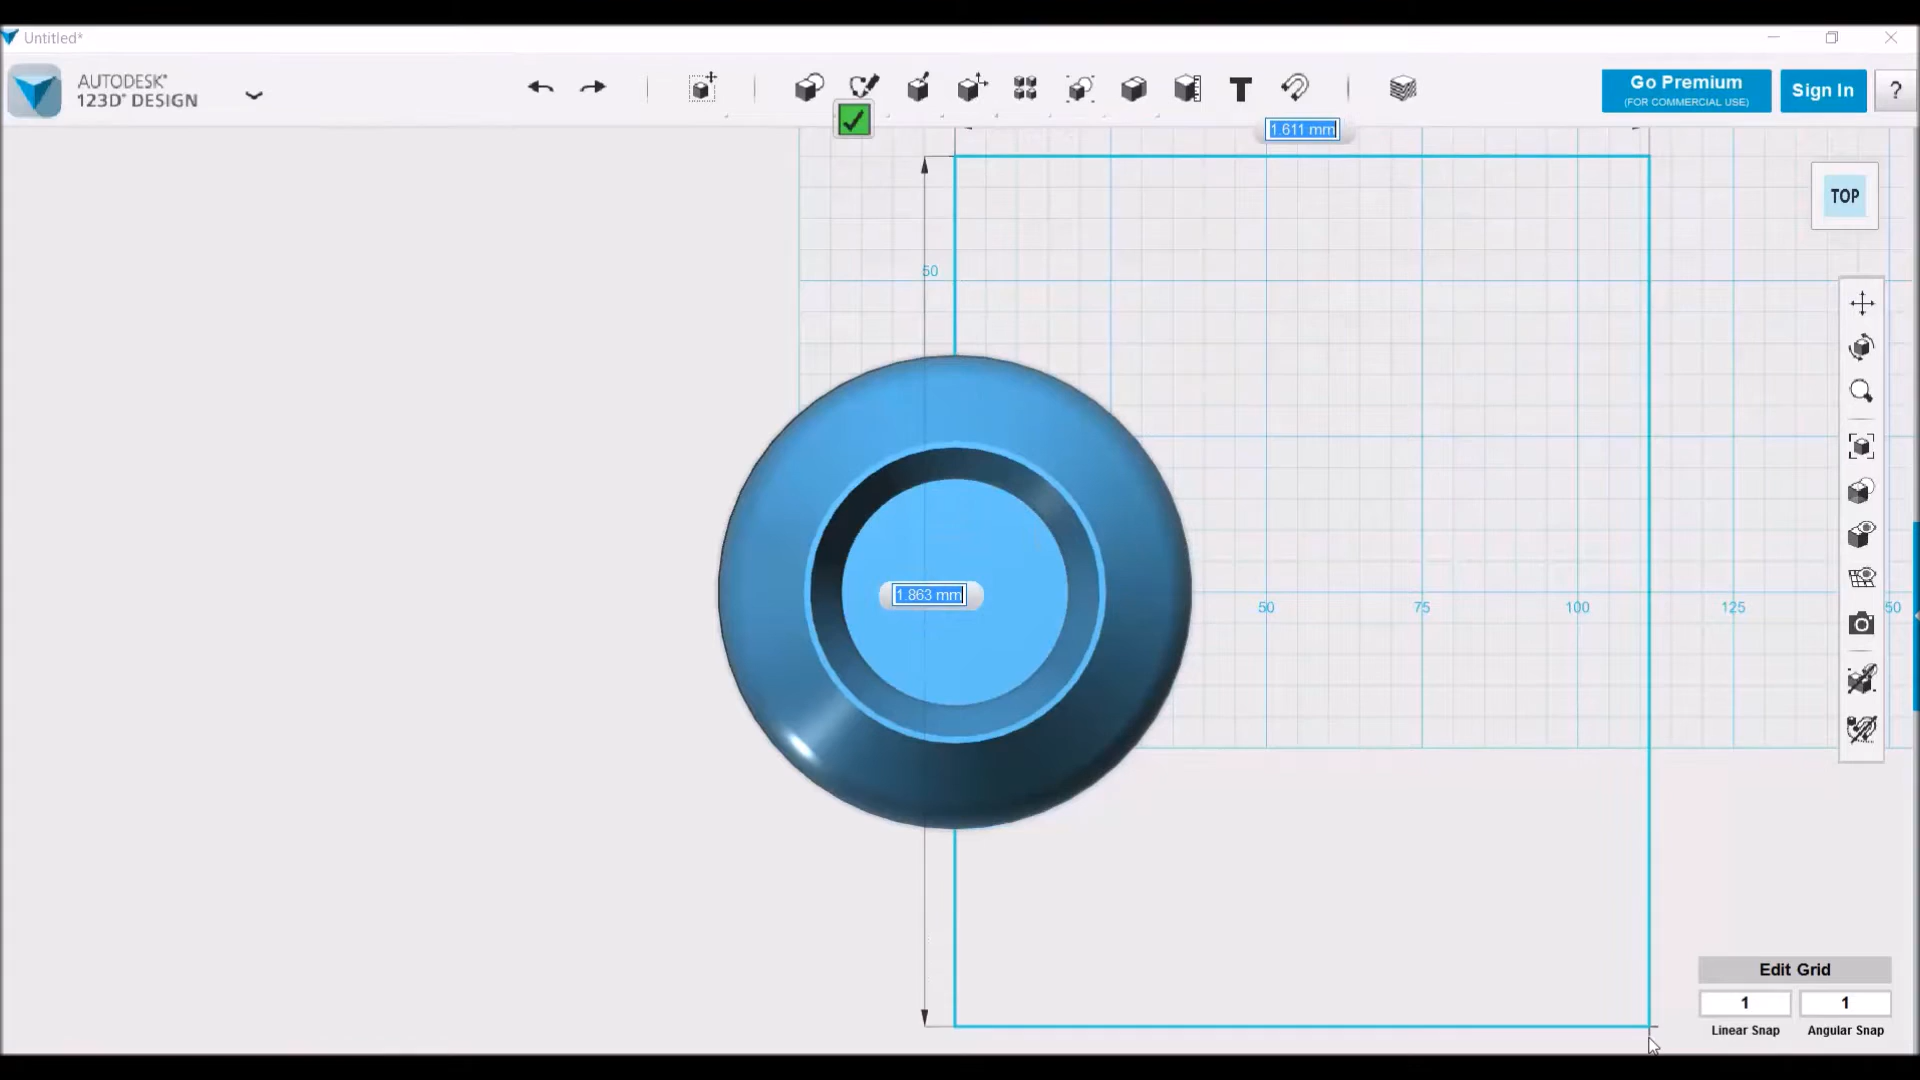 Untitled*
AUTODESK®
123D® DESIGN
Go Premium
(FOR COMMERCIAL USE)
Sign In
?
1.611 mm
TOP
50
1.863 mm
50
75
100
125
50
Edit Grid
1
1
Linear Snap
Angular Snap